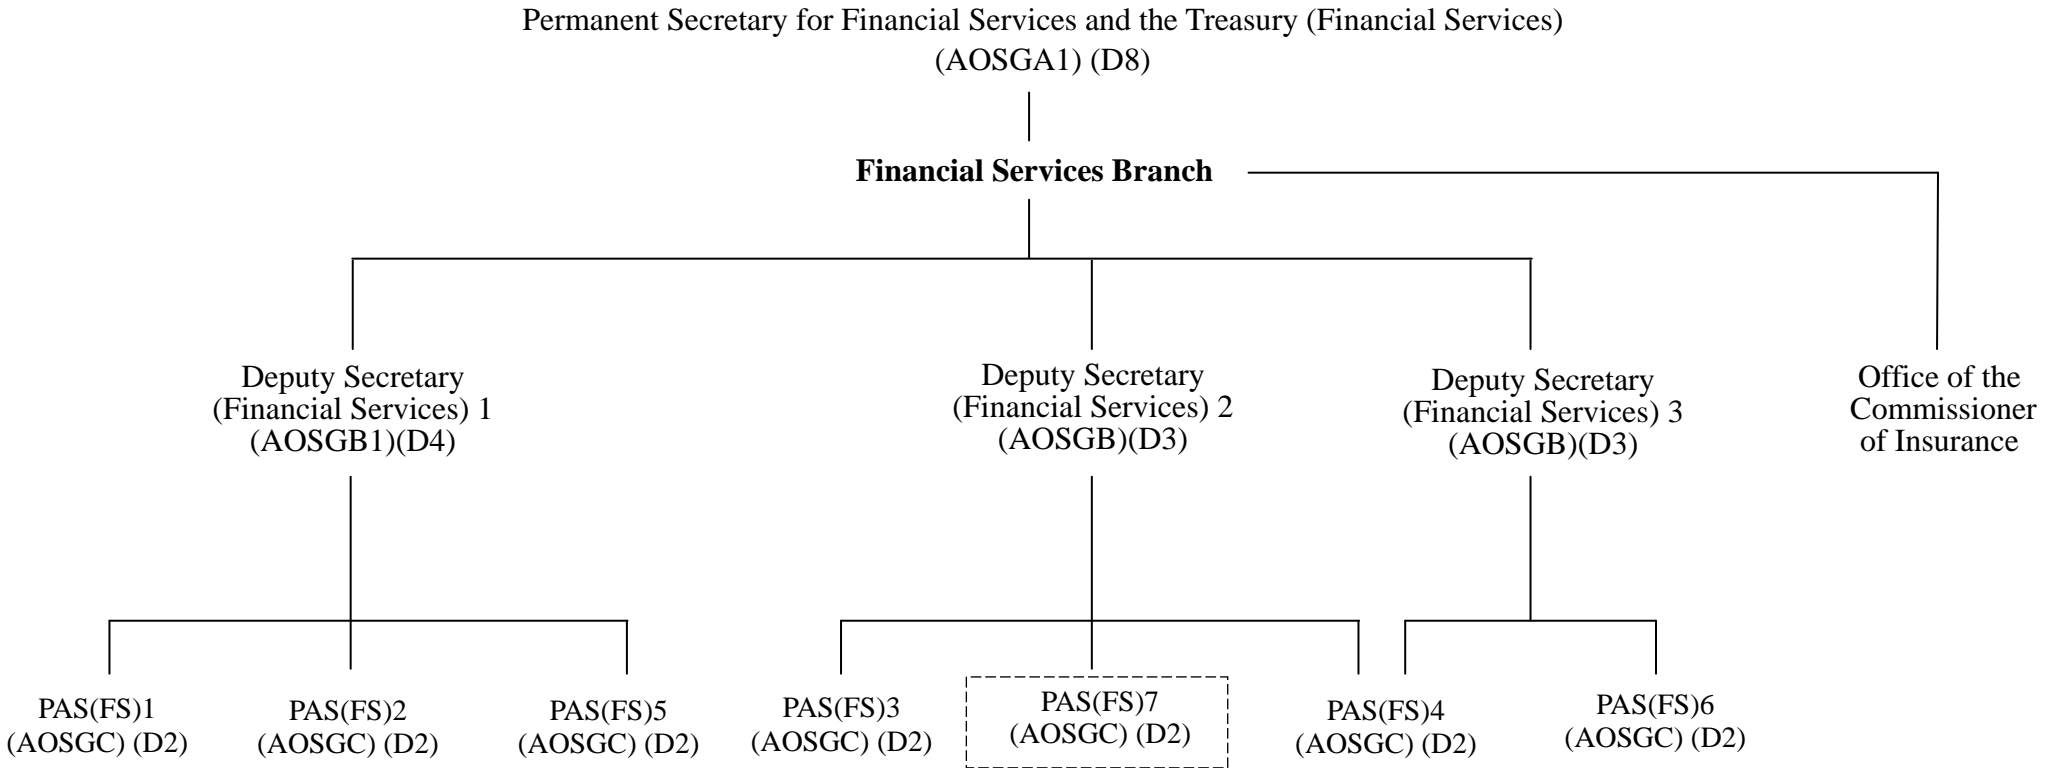 Permanent Secretary for Financial Services and the Treasury (Financial Services)
(AOSGA1) (D8)
Financial Services Branch
Deputy Secretary
(Financial Services) 1
(AOSGB1)(D4)
Deputy Secretary
(Financial Services) 2
(AOSGB)(D3)
Deputy Secretary
(Financial Services) 3
(AOSGB)(D3)
Office of the
Commissioner
of Insurance
PAS(FS)1
(AOSGC) (D2)
PAS(FS)2
(AOSGC) (D2)
PAS(FS)5
(AOSGC) (D2)
PAS(FS)3
(AOSGC) (D2)
PAS(FS)7
(AOSGC) (D2)
PAS(FS)4
(AOSGC) (D2)
PAS(FS)6
(AOSGC) (D2)